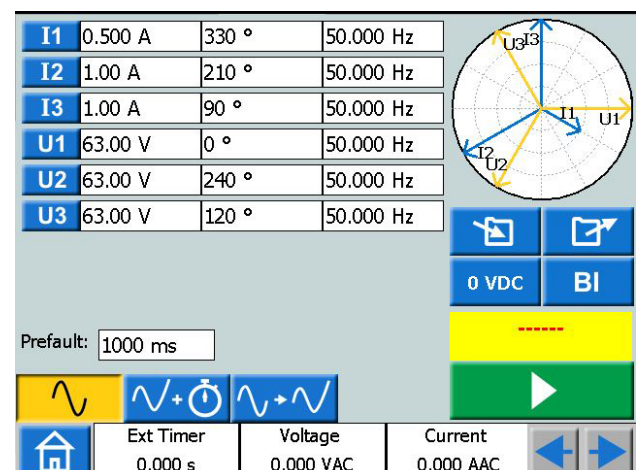 I1 0.500 A 330 ° 50.000 Hz
I2 1.00 A 210 ° 50.000 Hz
I3 1.00 A 90 ° 50.000 Hz
U1 63.00 V 0 ° 50.000 Hz
U2 63.00 V 240 ° 50.000 Hz
U3 63.00 V 120 ° 50.000 Hz
U3 I3
I1 U1
I2
U2
0 VDC BI
Prefault: 1000 ms
------
Ext Timer Voltage Current
0.000 s 0.000 VAC 0.000 AAC